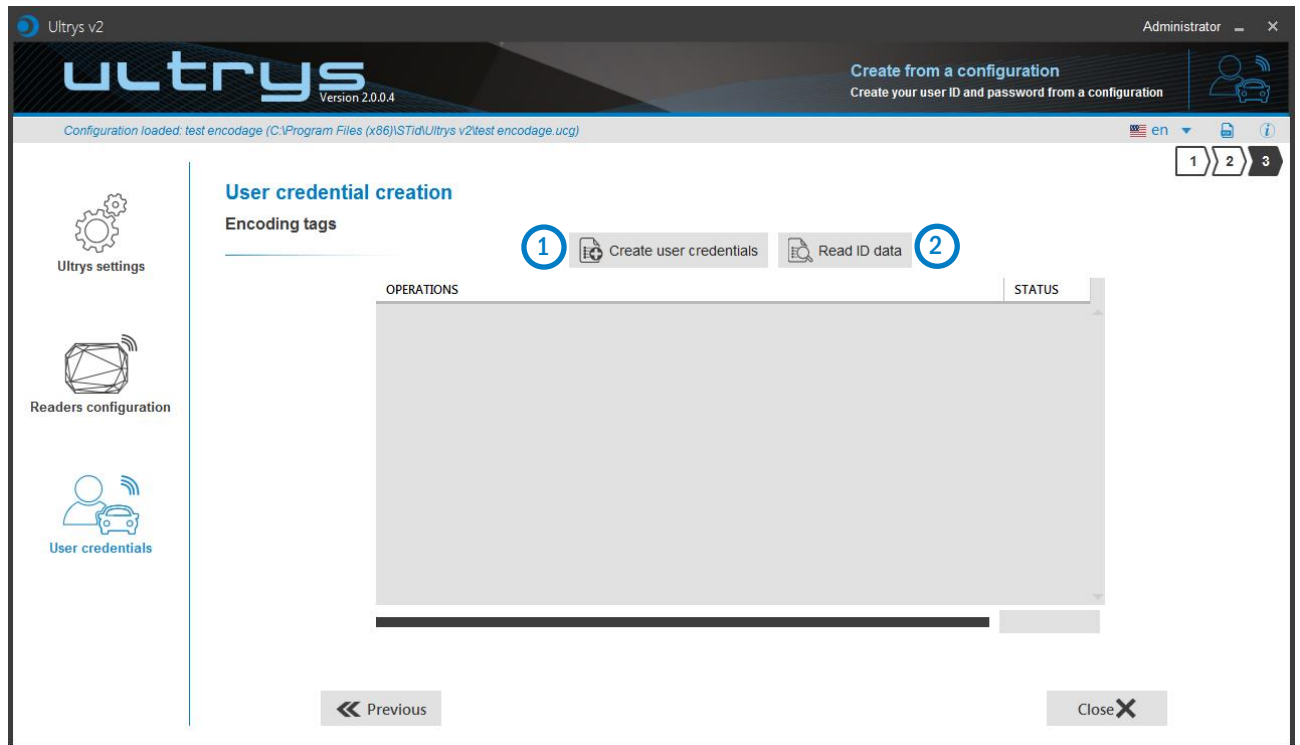 Ultrys v2
Administrator
ultrys
Version 2.0.0.4
Create from a configuration
Create your user ID and password from a configuration
Configuration loaded: test encodage (C:\Program Files (x86)\STid\Ultrys v2\test encodage.ucg)
en
1 2 3
User credential creation
Encoding tags
1 Create user credentials Read ID data 2
OPERATIONS STATUS
Ultrys settings
Readers configuration
User credentials
Previous
Close